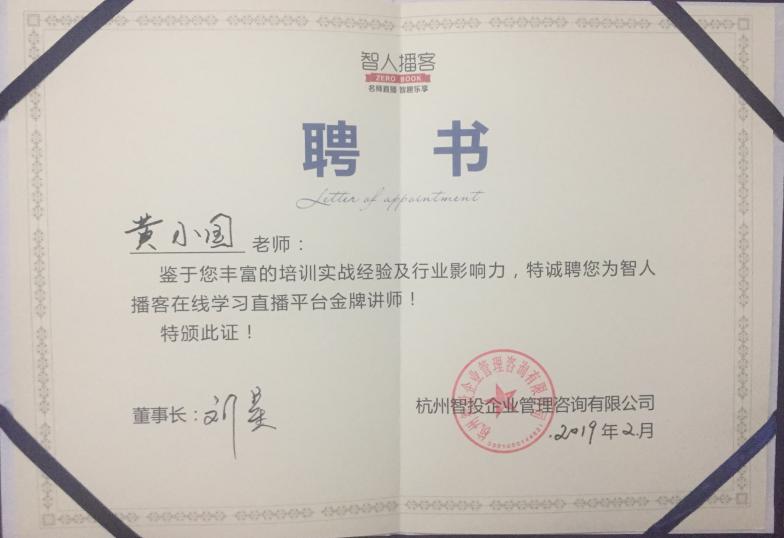 智人播客
ZERO BOOK
名师直播 智趣乐享
聘 书
Letter of appointment
黄小国 老师：
鉴于您丰富的培训实战经验及行业影响力，特诚聘您为智人
播客在线学习直播平台金牌讲师！
特颁此证！
董事长：刘星
杭州智投企业管理咨询有限公司
2019年2月